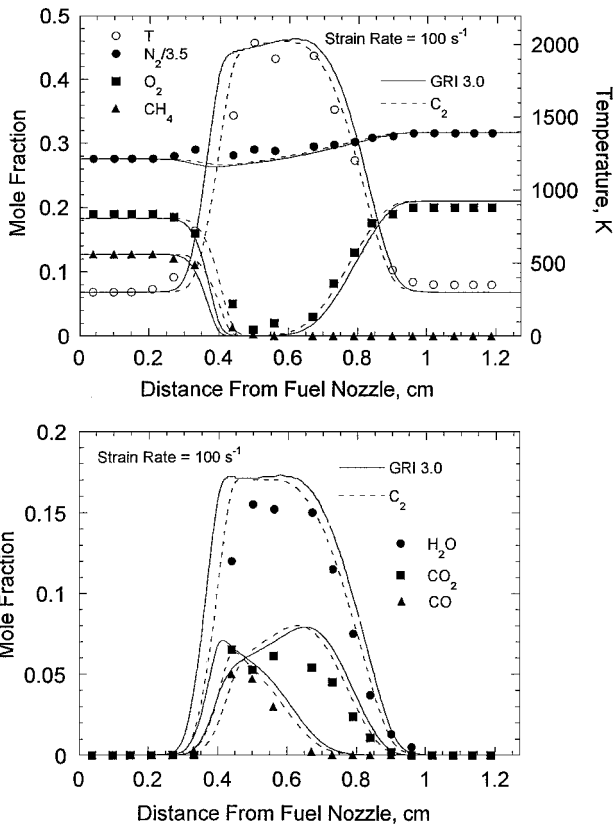 T
N₂/3.5
O₂
CH₄
Strain Rate = 100 s⁻¹
GRI 3.0
C₂
Mole Fraction
0.5
0.4
0.3
0.2
0.1
0
Temperature, K
2000
1500
1000
500
0
0 0.2 0.4 0.6 0.8 1 1.2
Distance From Fuel Nozzle, cm
Strain Rate = 100 s⁻¹
GRI 3.0
C₂
H₂O
CO₂
CO
Mole Fraction
0.2
0.15
0.1
0.05
0
0 0.2 0.4 0.6 0.8 1 1.2
Distance From Fuel Nozzle, cm